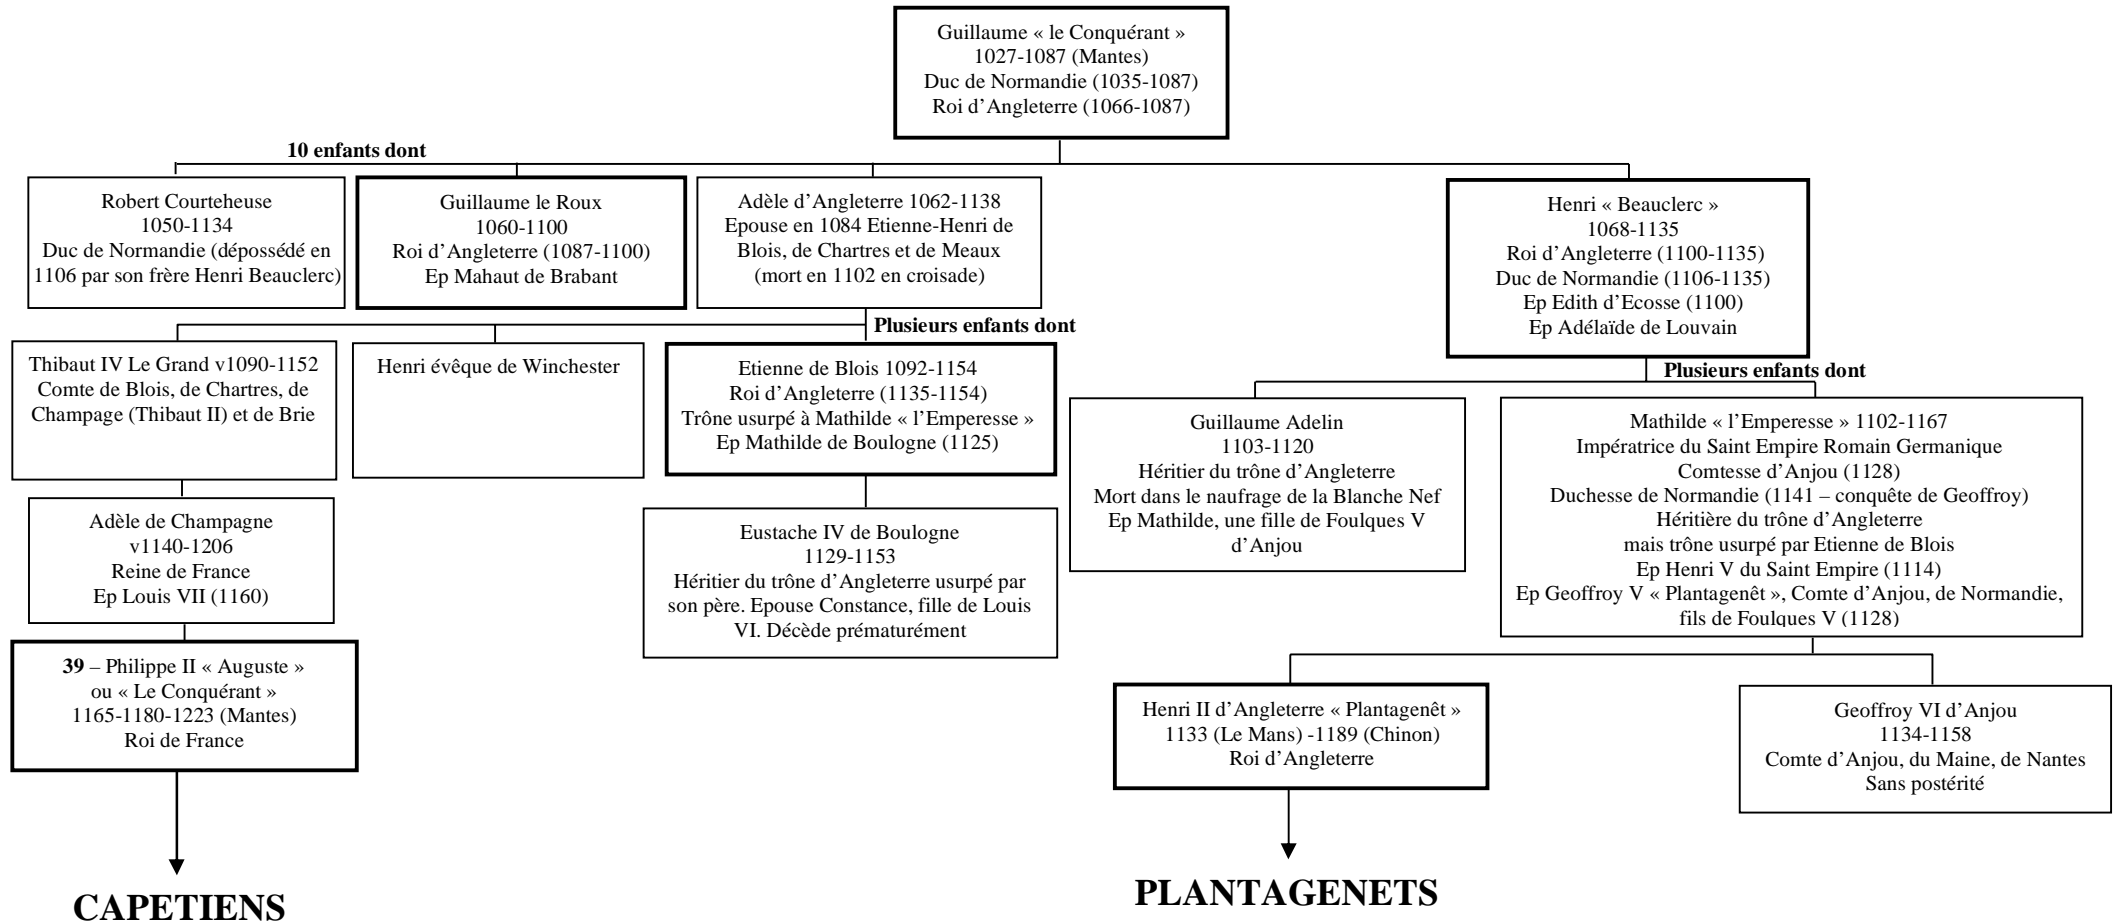 Guillaume « le Conquérant »
1027-1087 (Mantes)
Duc de Normandie (1035-1087)
Roi d’Angleterre (1066-1087)
10 enfants dont
Robert Courteheuse
1050-1134
Duc de Normandie (dépossédé en
1106 par son frère Henri Beauclerc)
Guillaume le Roux
1060-1100
Roi d’Angleterre (1087-1100)
Ep Mahaut de Brabant
Adèle d’Angleterre 1062-1138
Epouse en 1084 Etienne-Henri de
Blois, de Chartres et de Meaux
(mort en 1102 en croisade)
Henri « Beauclerc »
1068-1135
Roi d’Angleterre (1100-1135)
Duc de Normandie (1106-1135)
Ep Edith d’Ecosse (1100)
Ep Adélaïde de Louvain
Plusieurs enfants dont
Thibaut IV Le Grand v1090-1152
Comte de Blois, de Chartres, de
Champage (Thibaut II) et de Brie
Henri évêque de Winchester
Etienne de Blois 1092-1154
Roi d’Angleterre (1135-1154)
Trône usurpé à Mathilde « l’Emperesse »
Ep Mathilde de Boulogne (1125)
Plusieurs enfants dont
Guillaume Adelin
1103-1120
Héritier du trône d’Angleterre
Mort dans le naufrage de la Blanche Nef
Ep Mathilde, une fille de Foulques V
d’Anjou
Mathilde « l’Emperesse » 1102-1167
Impératrice du Saint Empire Romain Germanique
Comtesse d’Anjou (1128)
Duchesse de Normandie (1141 – conquête de Geoffroy)
Héritière du trône d’Angleterre
mais trône usurpé par Etienne de Blois
Ep Henri V du Saint Empire (1114)
Ep Geoffroy V « Plantagenêt », Comte d’Anjou, de Normandie,
fils de Foulques V (1128)
Adèle de Champagne
v1140-1206
Reine de France
Ep Louis VII (1160)
Eustache IV de Boulogne
1129-1153
Héritier du trône d’Angleterre usurpé par
son père. Epouse Constance, fille de Louis
VI. Décède prématurément
39 – Philippe II « Auguste »
ou « Le Conquérant »
1165-1180-1223 (Mantes)
Roi de France
Henri II d’Angleterre « Plantagenêt »
1133 (Le Mans) -1189 (Chinon)
Roi d’Angleterre
Geoffroy VI d’Anjou
1134-1158
Comte d’Anjou, du Maine, de Nantes
Sans postérité
CAPETIENS
PLANTAGENETS